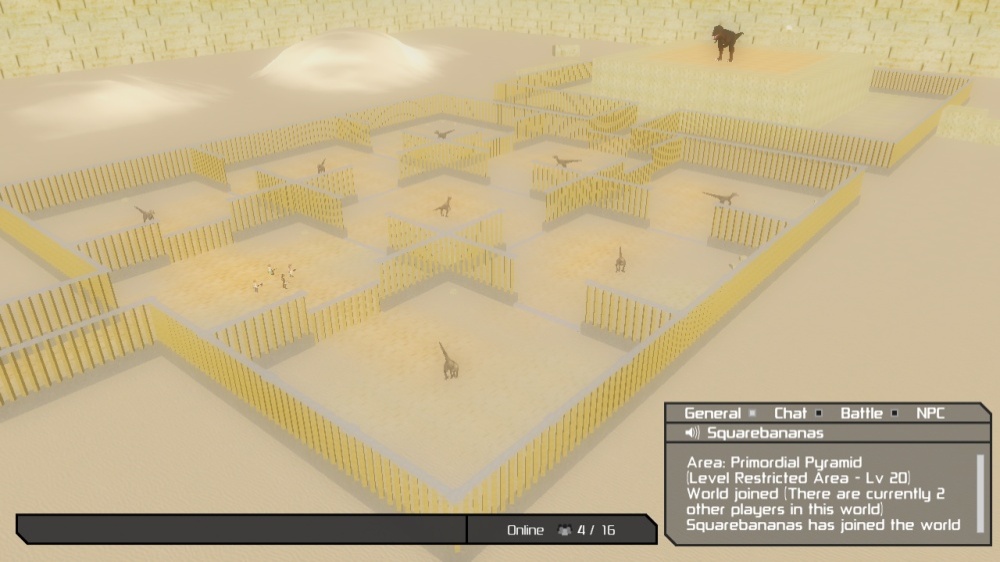 General Chat Battle NPC
Squarebananas
Area: Primordial Pyramid
(Level Restricted Area - Lv 20)
World joined (There are currently 2
other players in this world)
Squarebananas has joined the world
Online 4 / 16